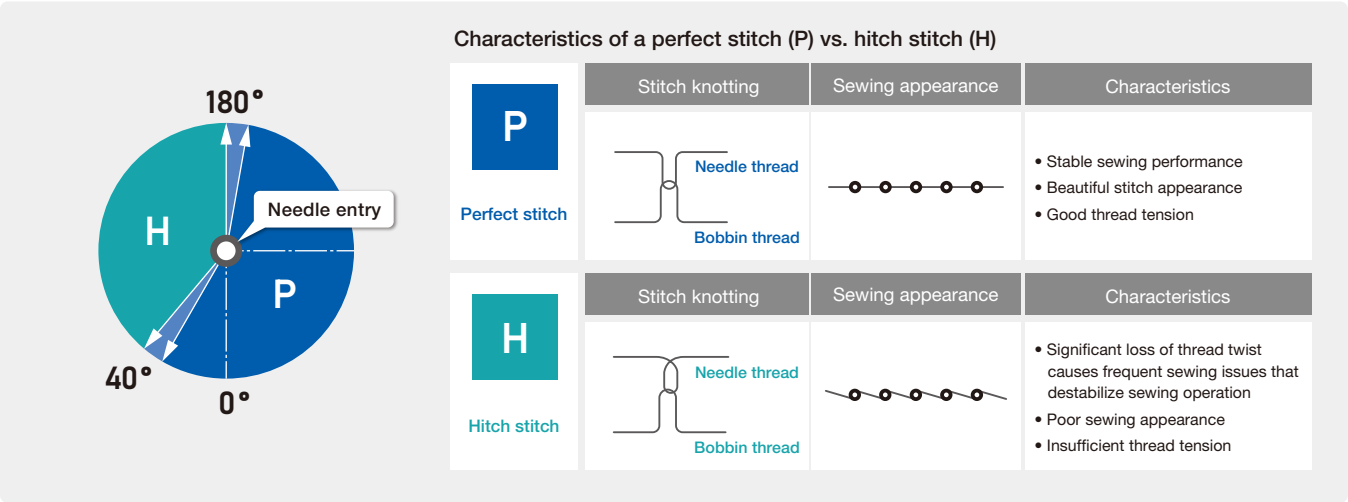 Characteristics of a perfect stitch (P) vs. hitch stitch (H)
180°
H
Needle entry
P
40°
0°
P
Perfect stitch
Stitch knotting
Sewing appearance
Characteristics
Needle thread
Bobbin thread
• Stable sewing performance
• Beautiful stitch appearance
• Good thread tension
H
Hitch stitch
Stitch knotting
Sewing appearance
Characteristics
Needle thread
Bobbin thread
• Significant loss of thread twist
causes frequent sewing issues that
destabilize sewing operation
• Poor sewing appearance
• Insufficient thread tension